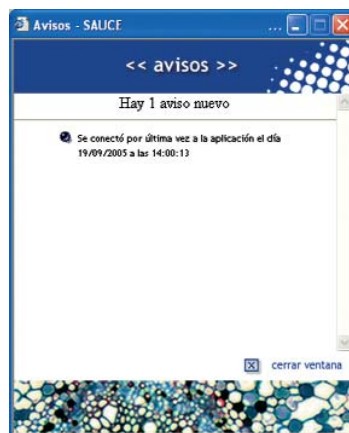 Avisos - SAUCE ...
<< avisos >>
Hay 1 aviso nuevo
Se conectó por última vez a la aplicación el día
19/09/2005 a las 14:00:13
cerrar ventana